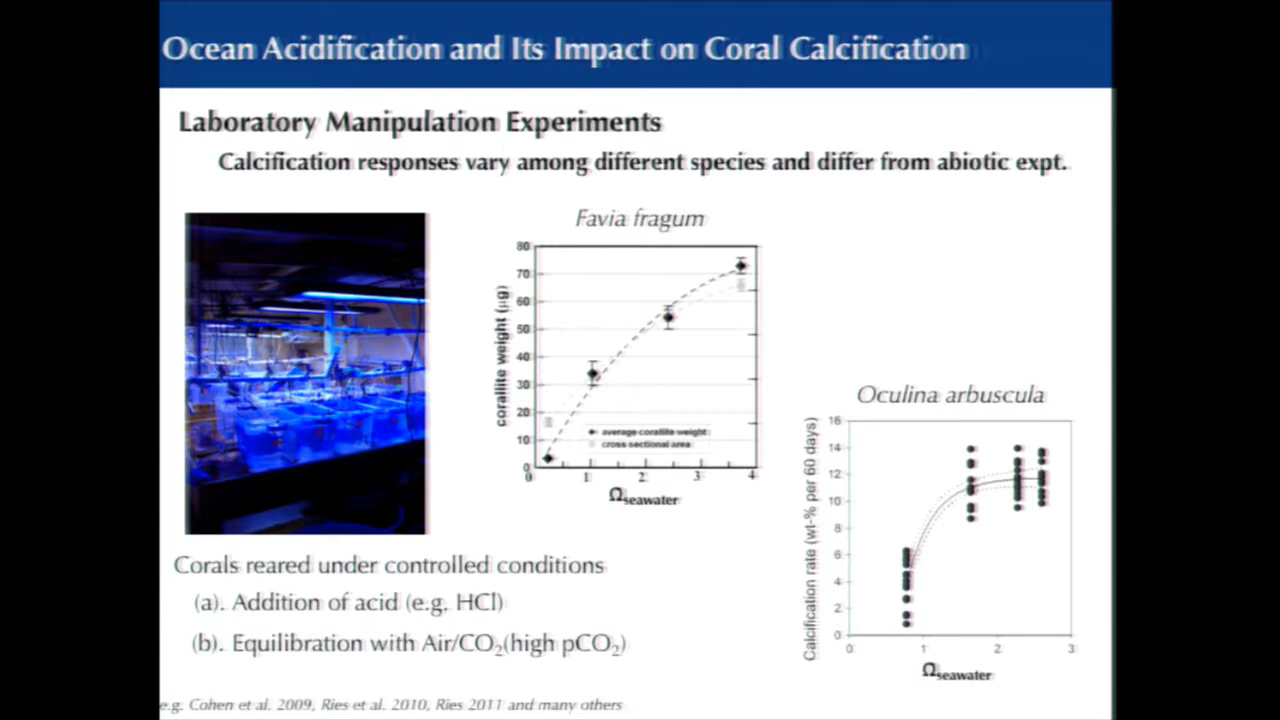 Ocean Acidification and Its Impact on Coral Calcification
Laboratory Manipulation Experiments
Calcification responses vary among different species and differ from abiotic expt.
Favia fragum
80
70
60
50
40
30
20
10
0
corallite weight (µg)
average corallite weight
cross sectional area
0 1 2 3 4
Ωseawater
Oculina arbuscula
16
14
12
10
8
6
4
2
0
Calcification rate (wt-% per 60 days)
0 1 2 3
Ωseawater
Corals reared under controlled conditions
(a). Addition of acid (e.g. HCl)
(b). Equilibration with Air/CO₂(high pCO₂)
e.g. Cohen et al. 2009, Ries et al. 2010, Ries 2011 and many others